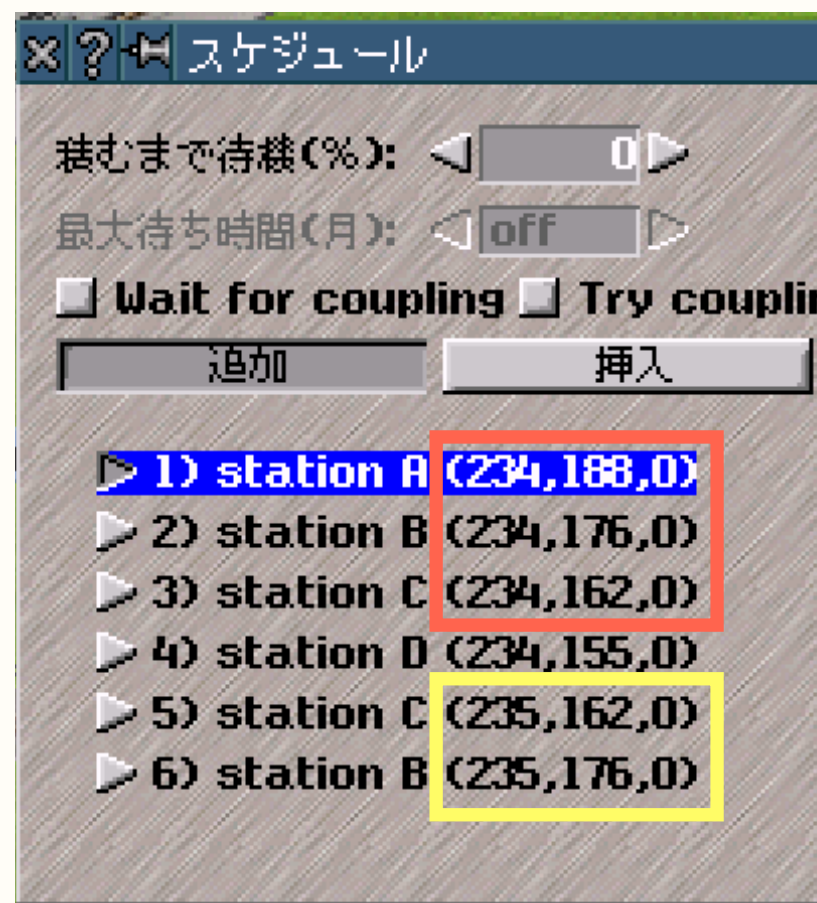 スケジュール
積むまで待機(%): 0
最大待ち時間(月): off
Wait for coupling Try couplin
追加 挿入
1) station A (234,188,0)
2) station B (234,176,0)
3) station C (234,162,0)
4) station D (234,155,0)
5) station C (235,162,0)
6) station B (235,176,0)